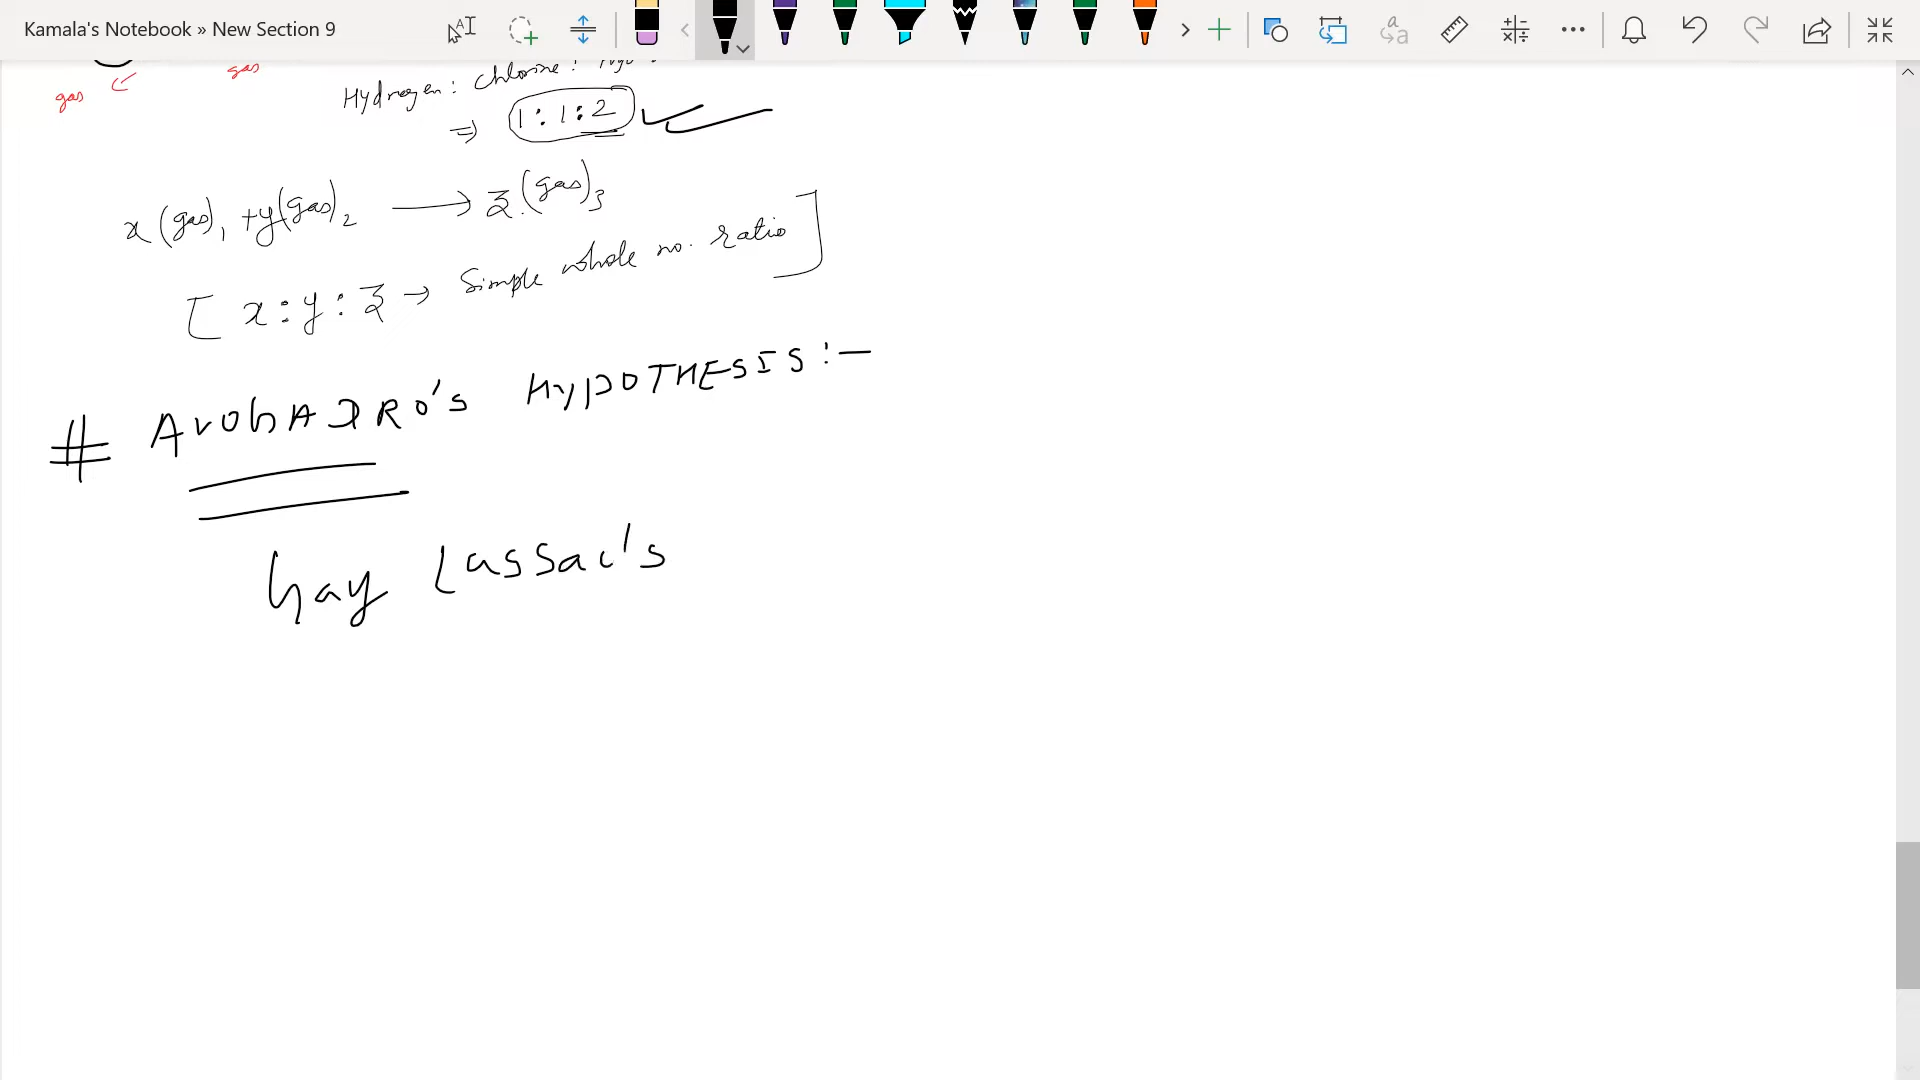 Kamala's Notebook » New Section 9
gas gas
Hydrogen : Chlorine :
⇒ 1 : 1 : 2
x (gas)₁ + y(gas)₂ ⟶ z (gas)₃
[ x : y : z → Simple whole no. ratio ]
# AVOGADRO's HYPOTHESIS :-
Gay Lassac's